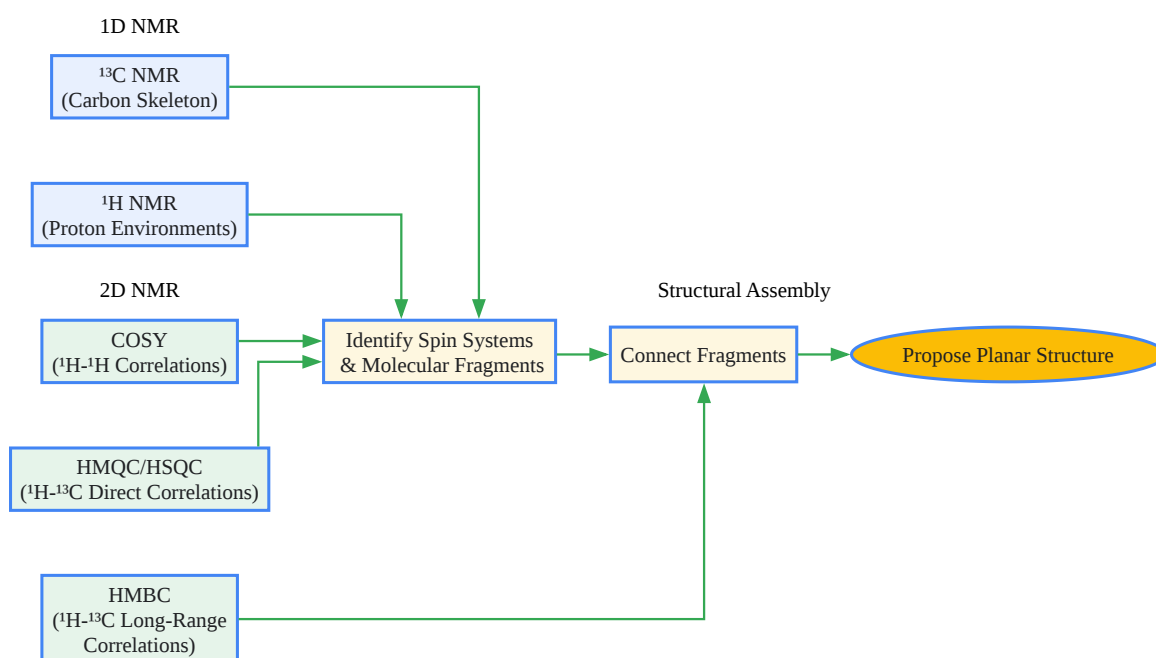 1D NMR
¹³C NMR
(Carbon Skeleton)
¹H NMR
(Proton Environments)
2D NMR
COSY
(¹H-¹H Correlations)
HMQC/HSQC
(¹H-¹³C Direct Correlations)
HMBC
(¹H-¹³C Long-Range
Correlations)
Identify Spin Systems
& Molecular Fragments
Structural Assembly
Connect Fragments
Propose Planar Structure